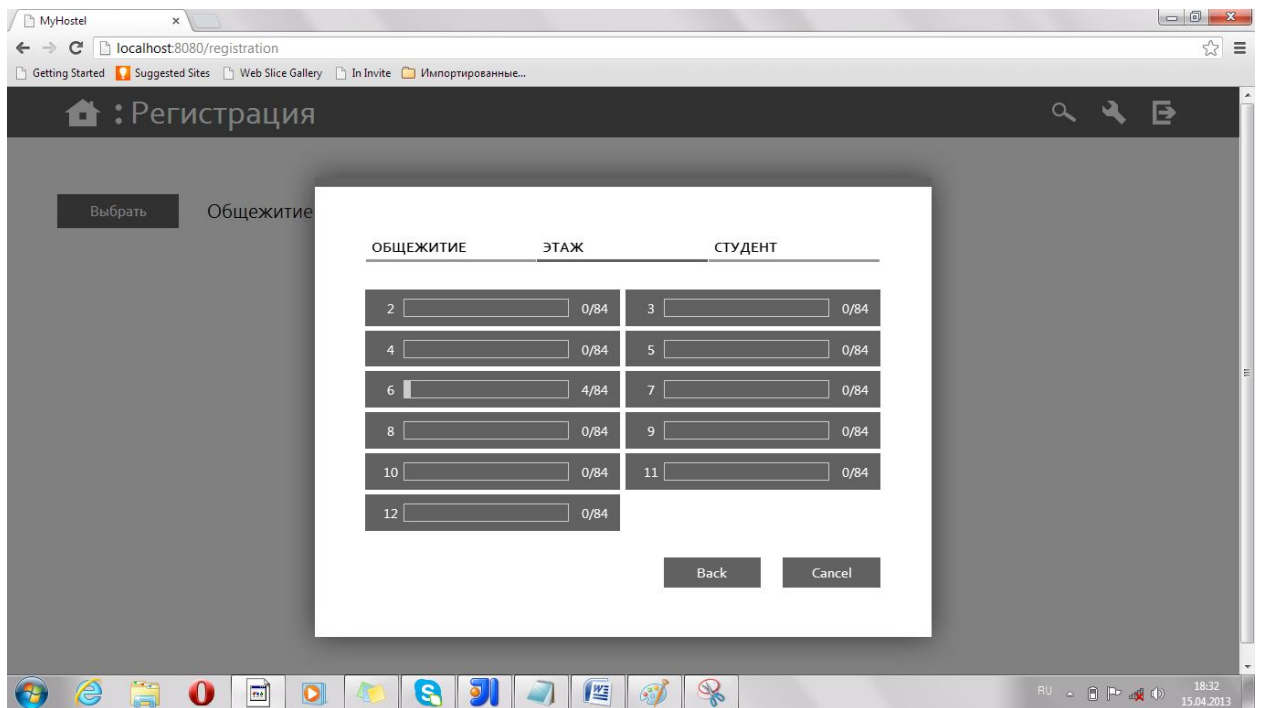 MyHostel
localhost:8080/registration
Getting Started Suggested Sites Web Slice Gallery In Invite Импортированные...
: Регистрация
Выбрать Общежитие
ОБЩЕЖИТИЕ ЭТАЖ СТУДЕНТ
2 0/84 3 0/84
4 0/84 5 0/84
6 4/84 7 0/84
8 0/84 9 0/84
10 0/84 11 0/84
12 0/84
Back Cancel
RU 18:32
15.04.2013